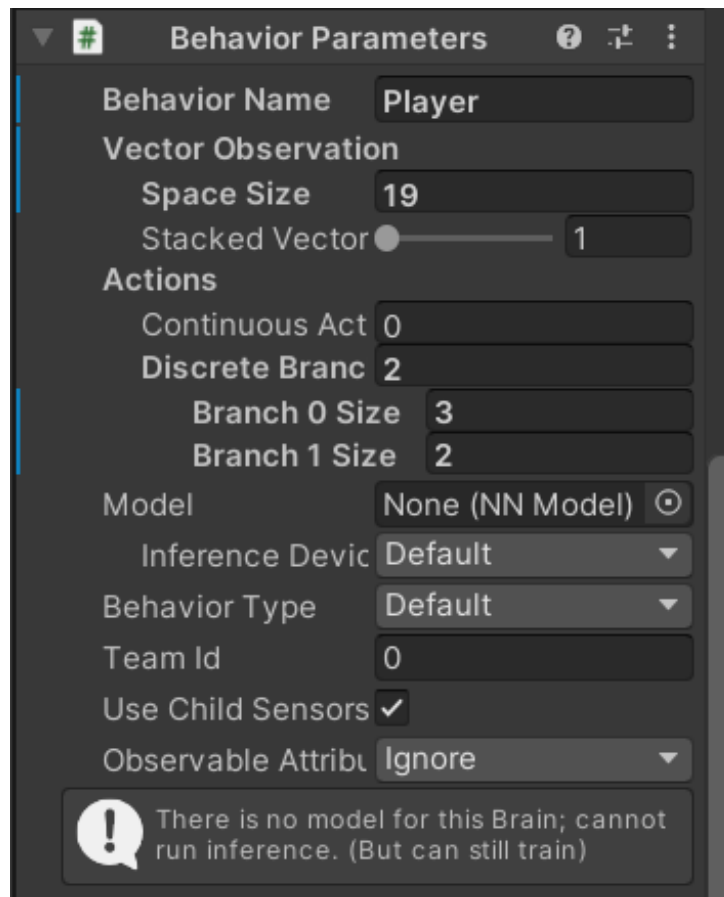 # Behavior Parameters
Behavior Name Player
Vector Observation
Space Size 19
Stacked Vector 1
Actions
Continuous Act 0
Discrete Branc 2
Branch 0 Size 3
Branch 1 Size 2
Model None (NN Model)
Inference Devic Default
Behavior Type Default
Team Id 0
Use Child Sensors
Observable Attribu Ignore
There is no model for this Brain; cannot
run inference. (But can still train)